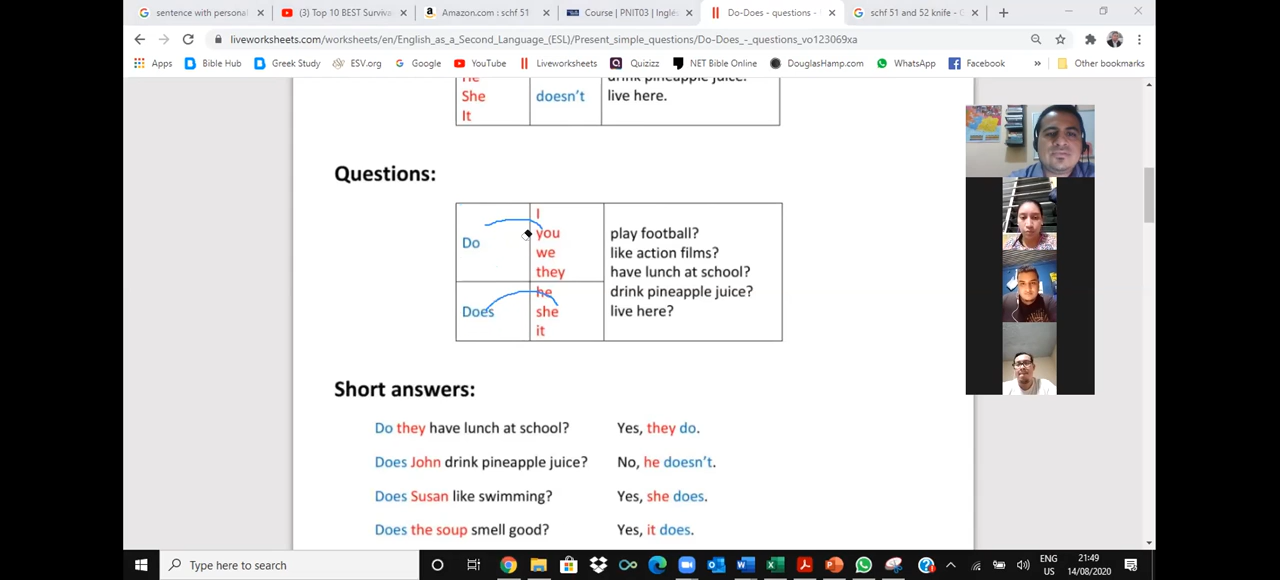 sentence with persona
(3) Top 10 BEST Surviva
Amazon.com : schf 51
Course | PNIT03 | Inglés
Do-Does - questions - w
schf 51 and 52 knife - G
liveworksheets.com/worksheets/en/English_as_a_Second_Language_(ESL)/Present_simple_questions/Do-Does_-_questions_vo123069xa
Apps
Bible Hub
Greek Study
ESV.org
Google
YouTube
Liveworksheets
Quizizz
NET Bible Online
DouglasHamp.com
WhatsApp
Facebook
»
Other bookmarks
He
drink pineapple juice.
She
doesn't
live here.
It
Questions:
I
Do
you
play football?
we
like action films?
they
have lunch at school?
he
drink pineapple juice?
Does
she
live here?
it
Short answers:
Do they have lunch at school?
Yes, they do.
Does John drink pineapple juice?
No, he doesn't.
Does Susan like swimming?
Yes, she does.
Does the soup smell good?
Yes, it does.
Type here to search
ENG
US
21:49
14/08/2020